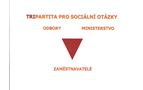 TRIPARTITA PRO SOCIÁLNÍ OTÁZKY
ODBORY MINISTERSTVO
ZAMĚSTNAVATELÉ